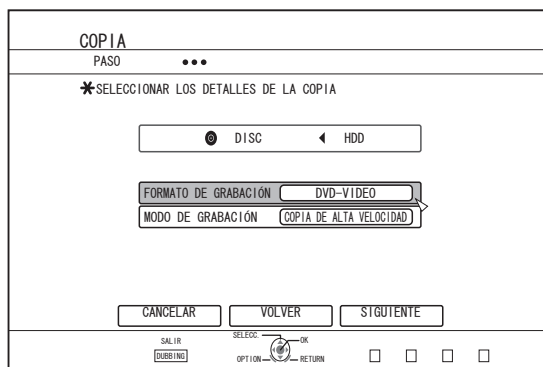 COPIA
PASO
SELECCIONAR LOS DETALLES DE LA COPIA
DISC HDD
FORMATO DE GRABACIÓN DVD-VIDEO
MODO DE GRABACIÓN COPIA DE ALTA VELOCIDAD
CANCELAR VOLVER SIGUIENTE
SALIR SELECC. OK
DUBBING OPTION RETURN